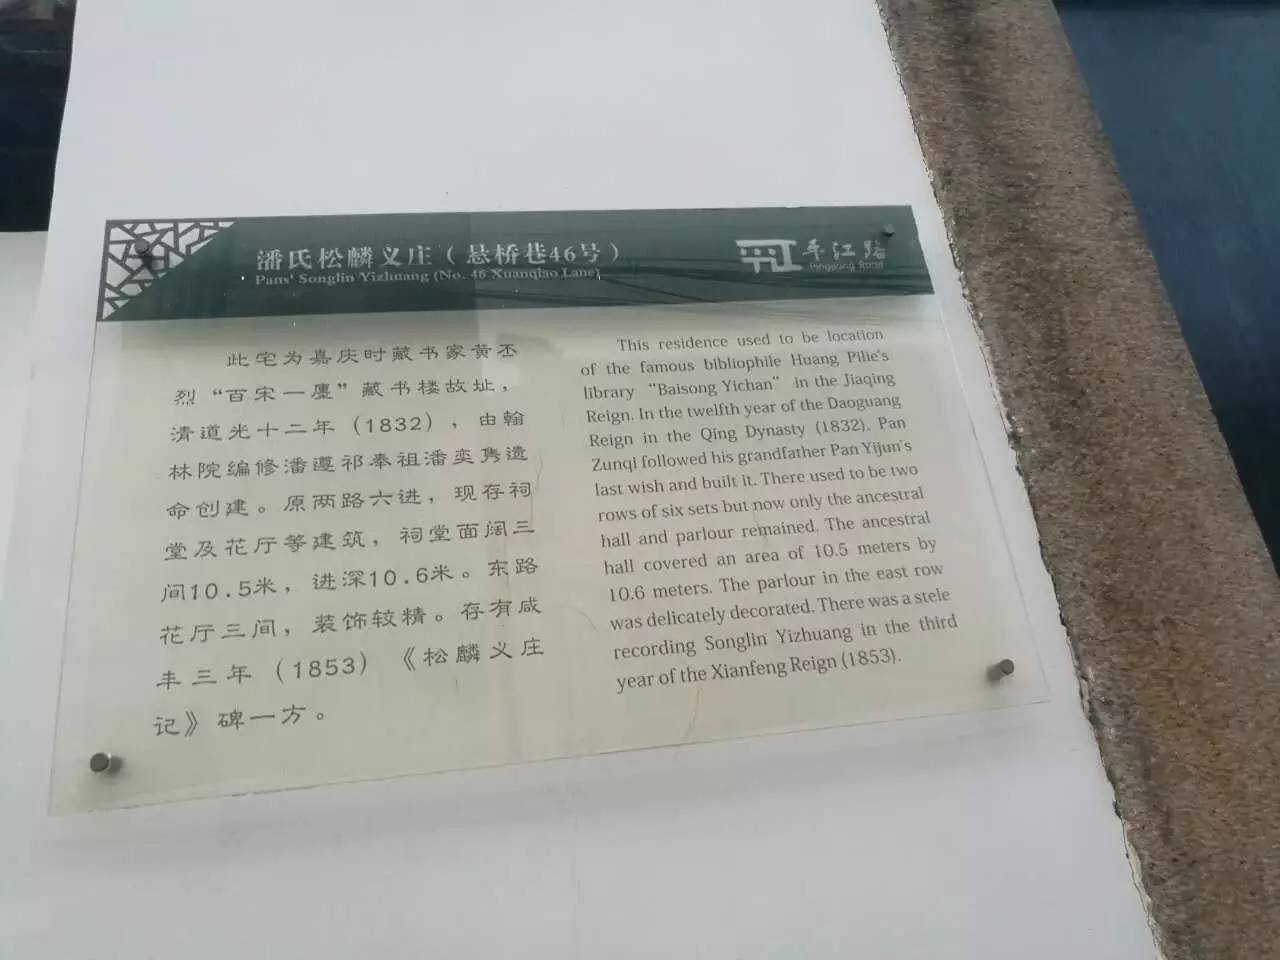 潘氏松麟义庄（悬桥巷46号）
Pans' Songlin Yizhuang (No. 46 Xuanqiao Lane)
平江路
Pingjiang Road
此宅为嘉庆时藏书家黄丕
烈“百宋一廛”藏书楼故址，
清道光十二年（1832），由翰
林院编修潘遵祁奉祖潘奕隽遗
命创建。原两路六进，现存祠
堂及花厅等建筑，祠堂面阔三
间10.5米，进深10.6米。东路
花厅三间，装饰较精。存有咸
丰三年（1853）《松麟义庄
记》碑一方。
This residence used to be location
of the famous bibliophile Huang Pilie's
library “Baisong Yichan” in the Jiaqing
Reign. In the twelfth year of the Daoguang
Reign in the Qing Dynasty (1832), Pan
Zunqi followed his grandfather Pan Yijun's
last wish and built it. There used to be two
rows of six sets but now only the ancestral
hall and parlour remained. The ancestral
hall covered an area of 10.5 meters by
10.6 meters. The parlour in the east row
was delicately decorated. There was a stele
recording Songlin Yizhuang in the third
year of the Xianfeng Reign (1853).